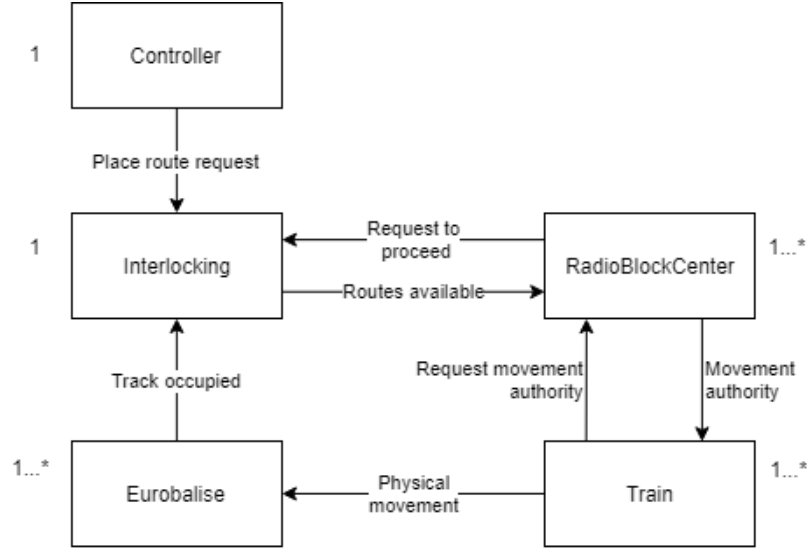 1
Controller
Place route request
1
Interlocking
Request to
proceed
Routes available
RadioBlockCenter
1...*
Track occupied
Request movement
authority
Movement
authority
1...*
Eurobalise
Physical
movement
Train
1...*